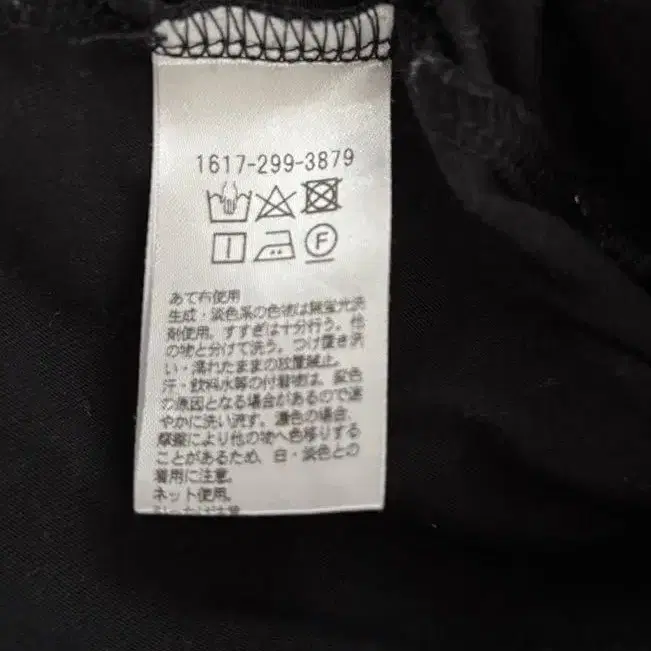 1617-299-3879
F
あて布使用
生成・淡色系の色物は無蛍光洗
剤使用。すすぎは十分行う。他
の物と分けて洗う。つけ置き洗
い・濡れたままの放置禁止。
汗・飲料水等の付着物は、変色
の原因となる場合があるので速
やかに洗い流す。濃色の場合、
摩擦により他の物へ色移りする
ことがあるため、白・淡色との
着用に注意。
ネット使用。